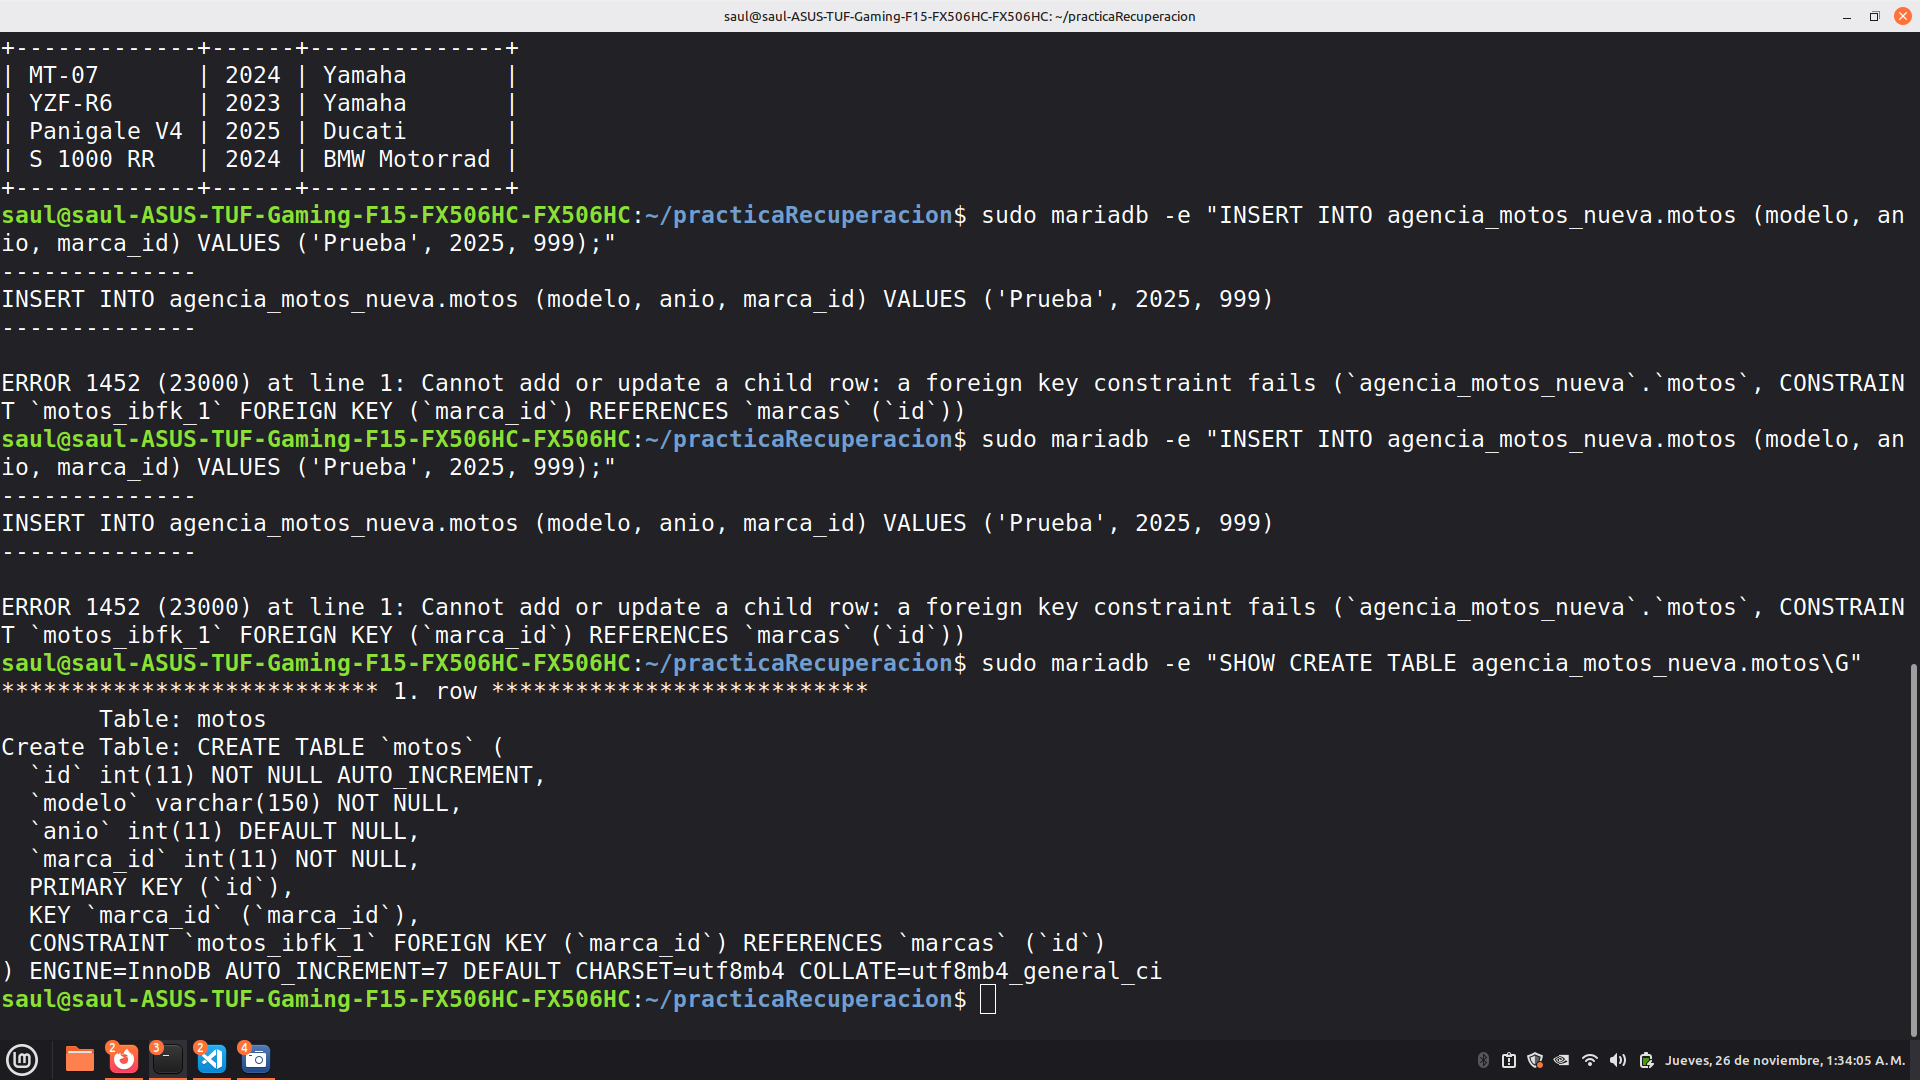 saul@saul-ASUS-TUF-Gaming-F15-FX506HC-FX506HC: ~/practicaRecuperacion
+-------------+------+--------------+
| MT-07       | 2024 | Yamaha       |
| YZF-R6      | 2023 | Yamaha       |
| Panigale V4 | 2025 | Ducati       |
| S 1000 RR   | 2024 | BMW Motorrad |
+-------------+------+--------------+
saul@saul-ASUS-TUF-Gaming-F15-FX506HC-FX506HC:~/practicaRecuperacion$ sudo mariadb -e "INSERT INTO agencia_motos_nueva.motos (modelo, an
io, marca_id) VALUES ('Prueba', 2025, 999);"
--------------
INSERT INTO agencia_motos_nueva.motos (modelo, anio, marca_id) VALUES ('Prueba', 2025, 999)
--------------
ERROR 1452 (23000) at line 1: Cannot add or update a child row: a foreign key constraint fails (`agencia_motos_nueva`.`motos`, CONSTRAIN
T `motos_ibfk_1` FOREIGN KEY (`marca_id`) REFERENCES `marcas` (`id`))
saul@saul-ASUS-TUF-Gaming-F15-FX506HC-FX506HC:~/practicaRecuperacion$ sudo mariadb -e "INSERT INTO agencia_motos_nueva.motos (modelo, an
io, marca_id) VALUES ('Prueba', 2025, 999);"
--------------
INSERT INTO agencia_motos_nueva.motos (modelo, anio, marca_id) VALUES ('Prueba', 2025, 999)
--------------
ERROR 1452 (23000) at line 1: Cannot add or update a child row: a foreign key constraint fails (`agencia_motos_nueva`.`motos`, CONSTRAIN
T `motos_ibfk_1` FOREIGN KEY (`marca_id`) REFERENCES `marcas` (`id`))
saul@saul-ASUS-TUF-Gaming-F15-FX506HC-FX506HC:~/practicaRecuperacion$ sudo mariadb -e "SHOW CREATE TABLE agencia_motos_nueva.motos\G"
*************************** 1. row ***************************
       Table: motos
Create Table: CREATE TABLE `motos` (
  `id` int(11) NOT NULL AUTO_INCREMENT,
  `modelo` varchar(150) NOT NULL,
  `anio` int(11) DEFAULT NULL,
  `marca_id` int(11) NOT NULL,
  PRIMARY KEY (`id`),
  KEY `marca_id` (`marca_id`),
  CONSTRAINT `motos_ibfk_1` FOREIGN KEY (`marca_id`) REFERENCES `marcas` (`id`)
) ENGINE=InnoDB AUTO_INCREMENT=7 DEFAULT CHARSET=utf8mb4 COLLATE=utf8mb4_general_ci
saul@saul-ASUS-TUF-Gaming-F15-FX506HC-FX506HC:~/practicaRecuperacion$
2 3 2 4
Jueves, 26 de noviembre, 1:34:05 A. M.